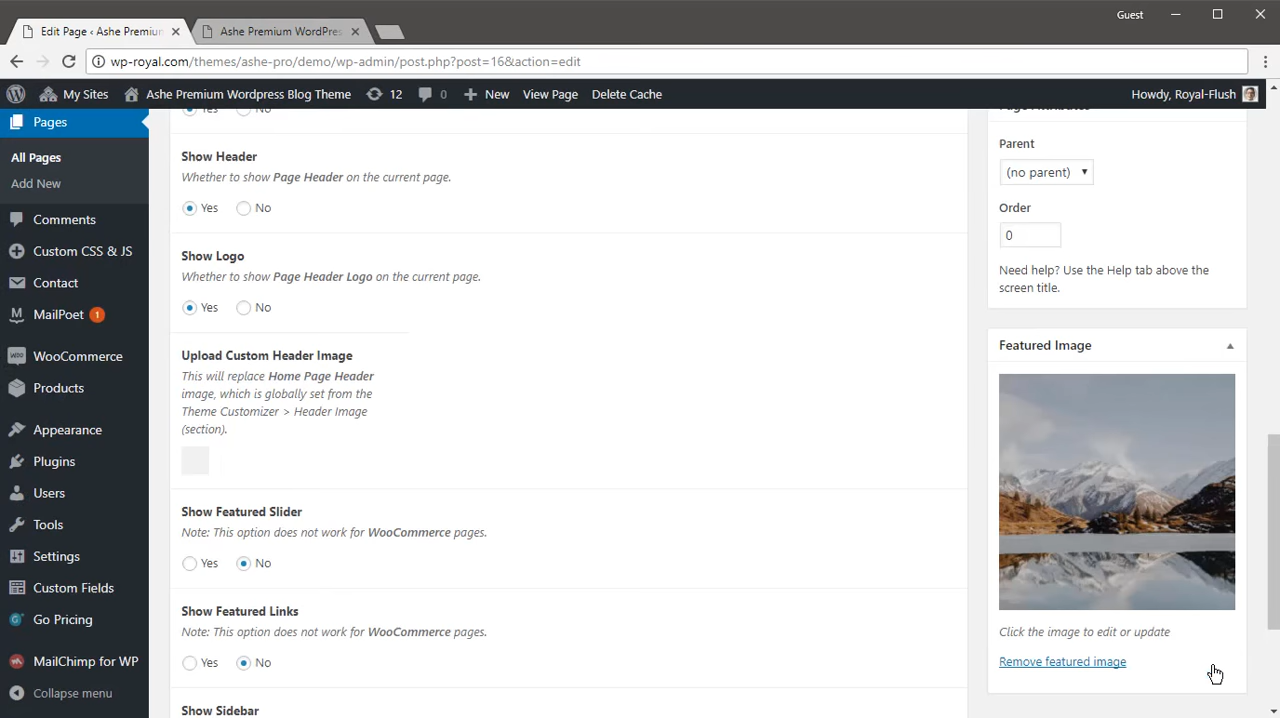 Guest
Edit Page ‹ Ashe Premium
Ashe Premium WordPres
wp-royal.com/themes/ashe-pro/demo/wp-admin/post.php?post=16&action=edit
My Sites Ashe Premium Wordpress Blog Theme 12 0 New View Page Delete Cache Howdy, Royal-Flush
Pages
All Pages
Add New
Comments
Custom CSS & JS
Contact
MailPoet 1
WooCommerce
Products
Appearance
Plugins
Users
Tools
Settings
Custom Fields
Go Pricing
MailChimp for WP
Collapse menu
Yes No
Show Header
Whether to show Page Header on the current page.
Yes No
Show Logo
Whether to show Page Header Logo on the current page.
Yes No
Upload Custom Header Image
This will replace Home Page Header
image, which is globally set from the
Theme Customizer > Header Image
(section).
Show Featured Slider
Note: This option does not work for WooCommerce pages.
Yes No
Show Featured Links
Note: This option does not work for WooCommerce pages.
Yes No
Show Sidebar
Page Attributes
Parent
(no parent)
Order
0
Need help? Use the Help tab above the
screen title.
Featured Image
Click the image to edit or update
Remove featured image